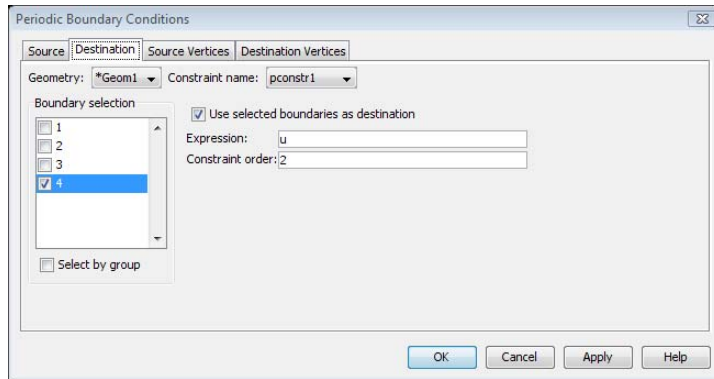 Periodic Boundary Conditions
Source Destination Source Vertices Destination Vertices
Geometry: *Geom1 Constraint name: pconstr1
Boundary selection
1
2
3
4
Select by group
Use selected boundaries as destination
Expression: u
Constraint order: 2
OK Cancel Apply Help